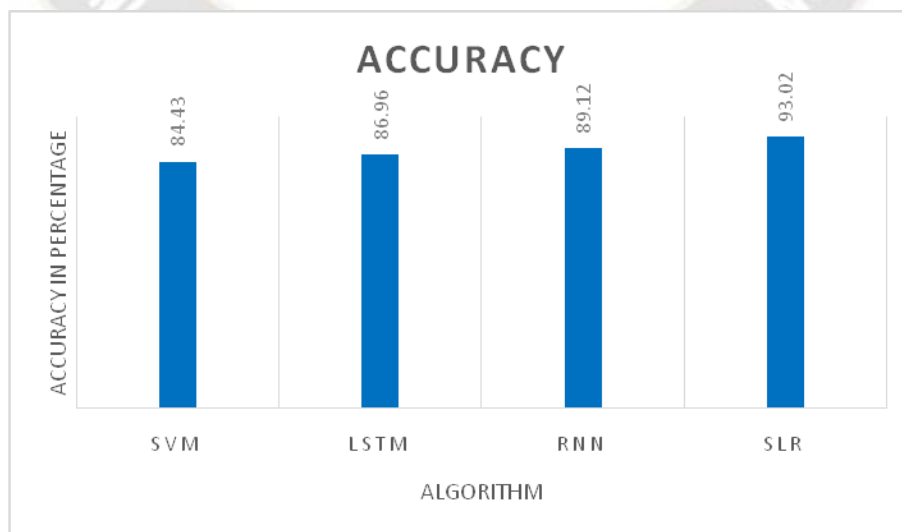 ACCURACY
ACCURACY IN PERCENTAGE
84.43
86.96
89.12
93.02
SVM
LSTM
RNN
SLR
ALGORITHM